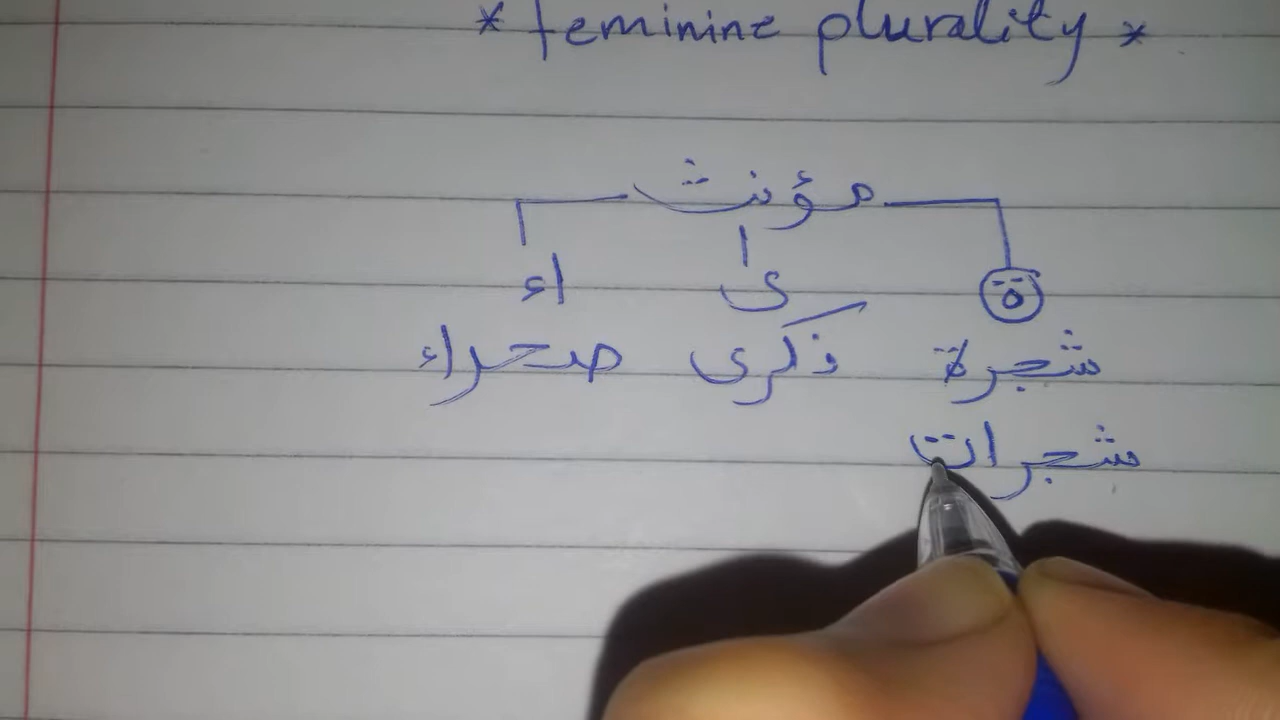 * feminine plurality *
مؤنث
ة ى اء
شجرة ذكرى صحراء
شجرات